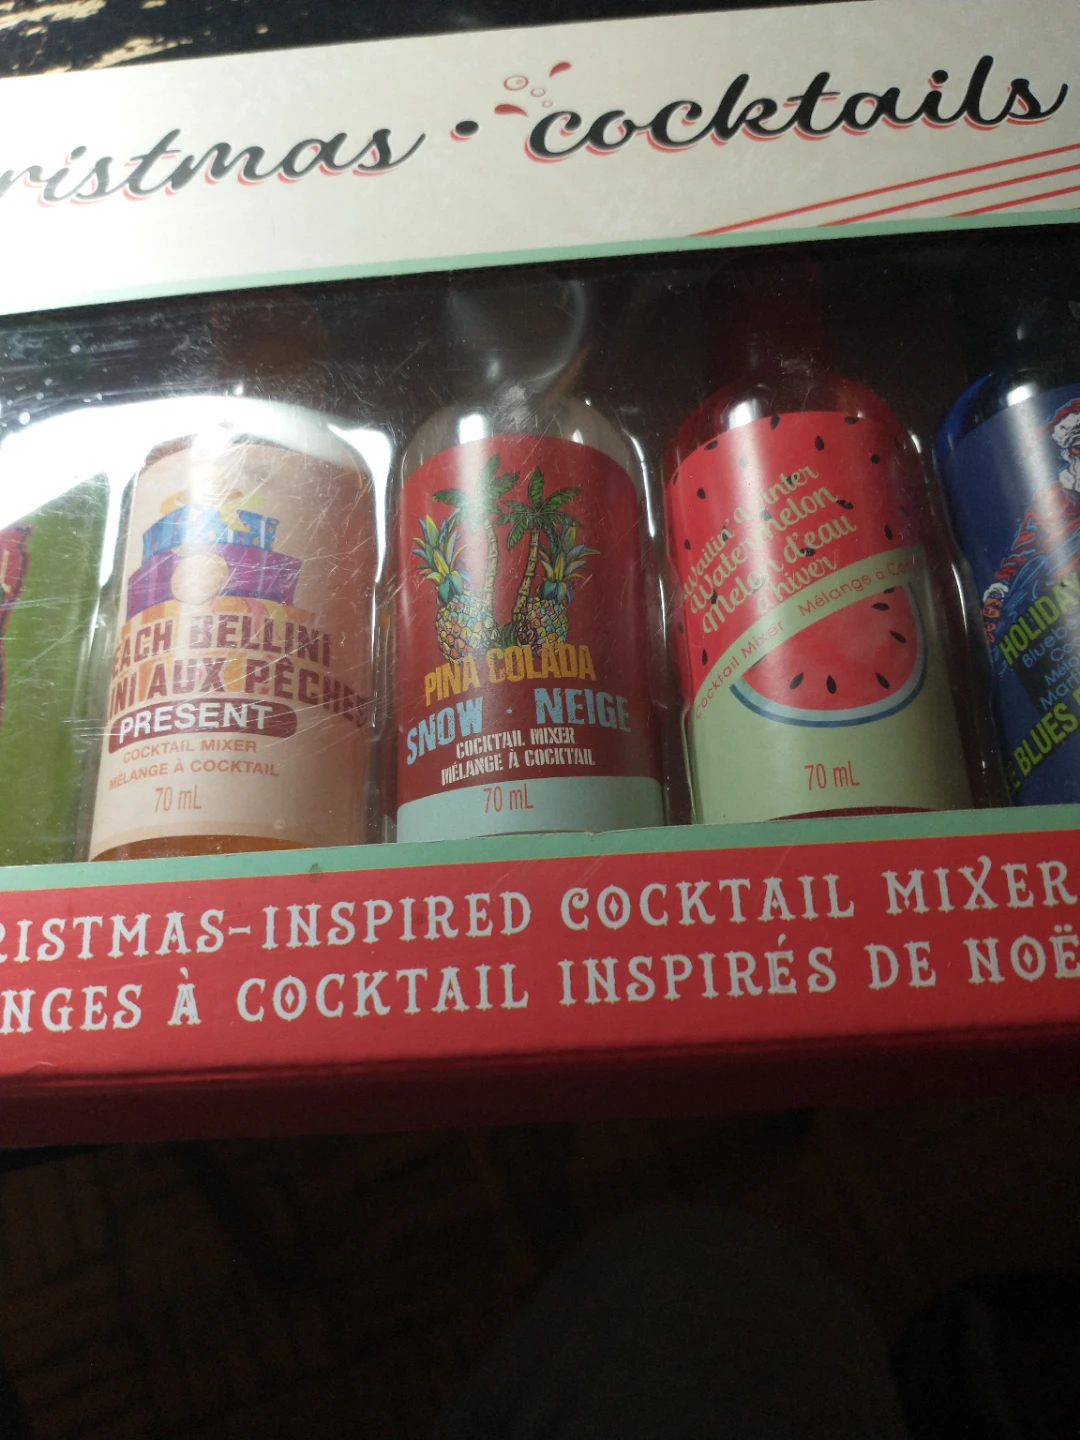 ristmas • cocktails
EACH BELLINI
INI AUX PÊCHES
PRESENT
COCKTAIL MIXER
MÉLANGE À COCKTAIL
70 mL
PINA COLADA
SNOW · NEIGE
COCKTAIL MIXER
MÉLANGE À COCKTAIL
70 mL
a winter
Watermelon
Melon d'eau
d'hiver
Cocktail Mixer Mélange à Co
70 mL
HOLIDAY
Blueb
BLUES
RISTMAS-INSPIRED COCKTAIL MIXER
NGES À COCKTAIL INSPIRÉS DE NOË